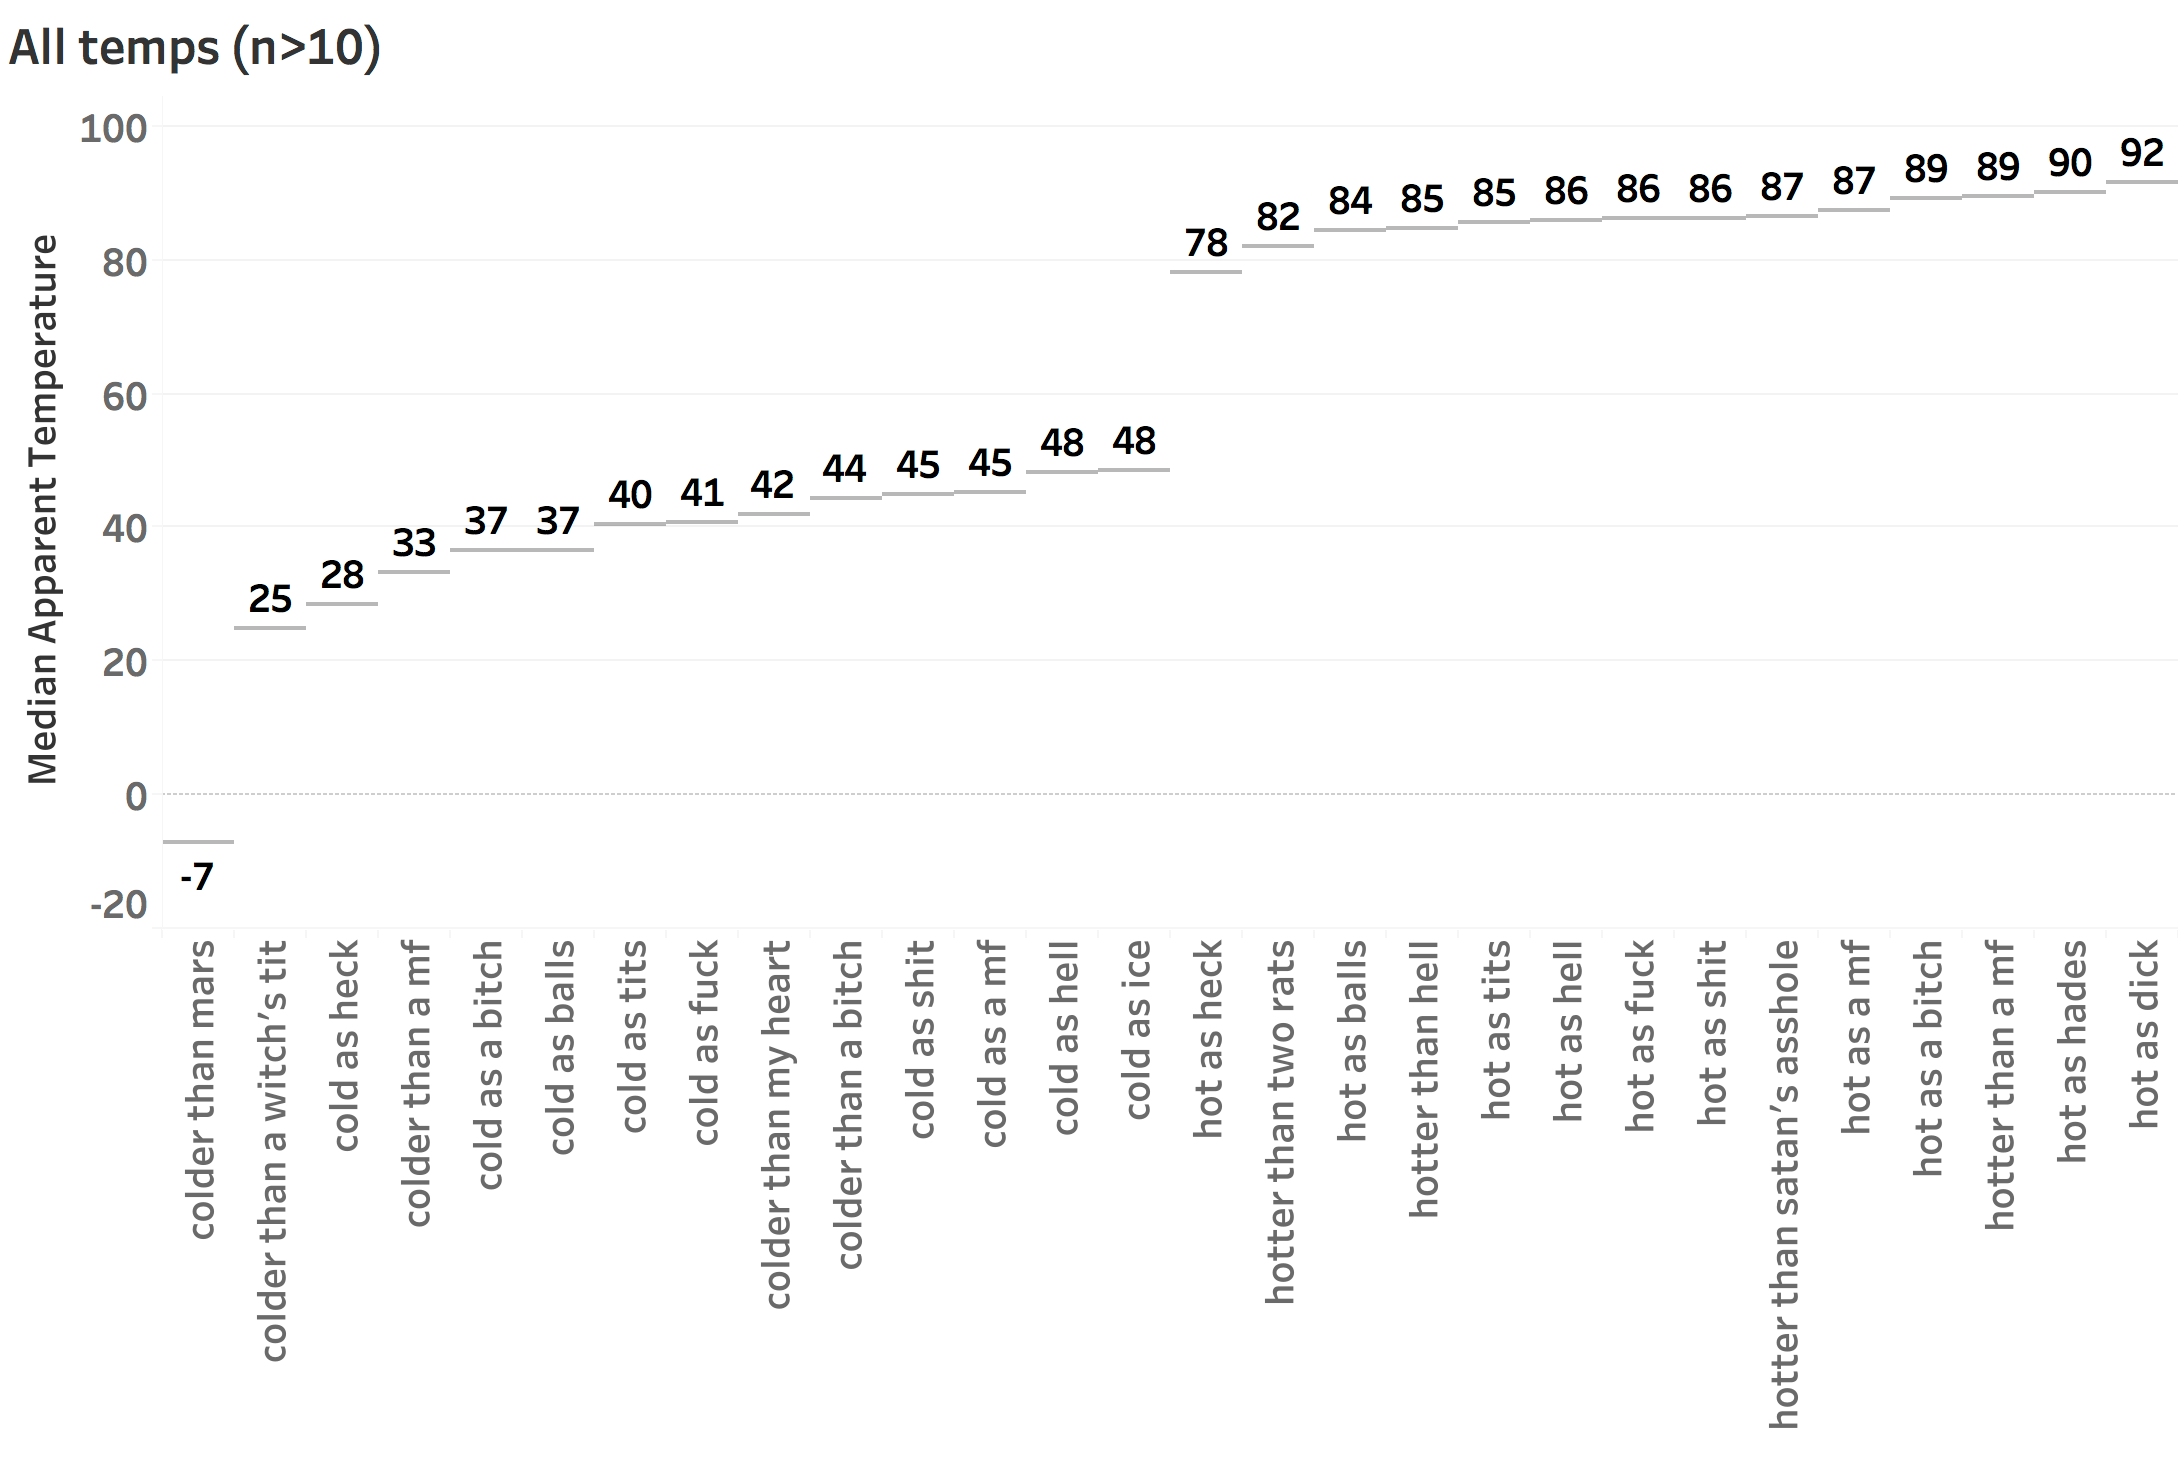 All temps (n>10)
Median Apparent Temperature
100
80
60
40
20
0
-20
-7
25
28
33
37
37
40
41
42
44
45
45
48
48
78
82
84
85
85
86
86
86
87
87
89
89
90
92
colder than mars
colder than a witch's tit
cold as heck
colder than a mf
cold as a bitch
cold as balls
cold as tits
cold as fuck
colder than my heart
colder than a bitch
cold as shit
cold as a mf
cold as hell
cold as ice
hot as heck
hotter than two rats
hot as balls
hotter than hell
hot as tits
hot as hell
hot as fuck
hot as shit
hotter than satan's asshole
hot as a mf
hot as a bitch
hotter than a mf
hot as hades
hot as dick